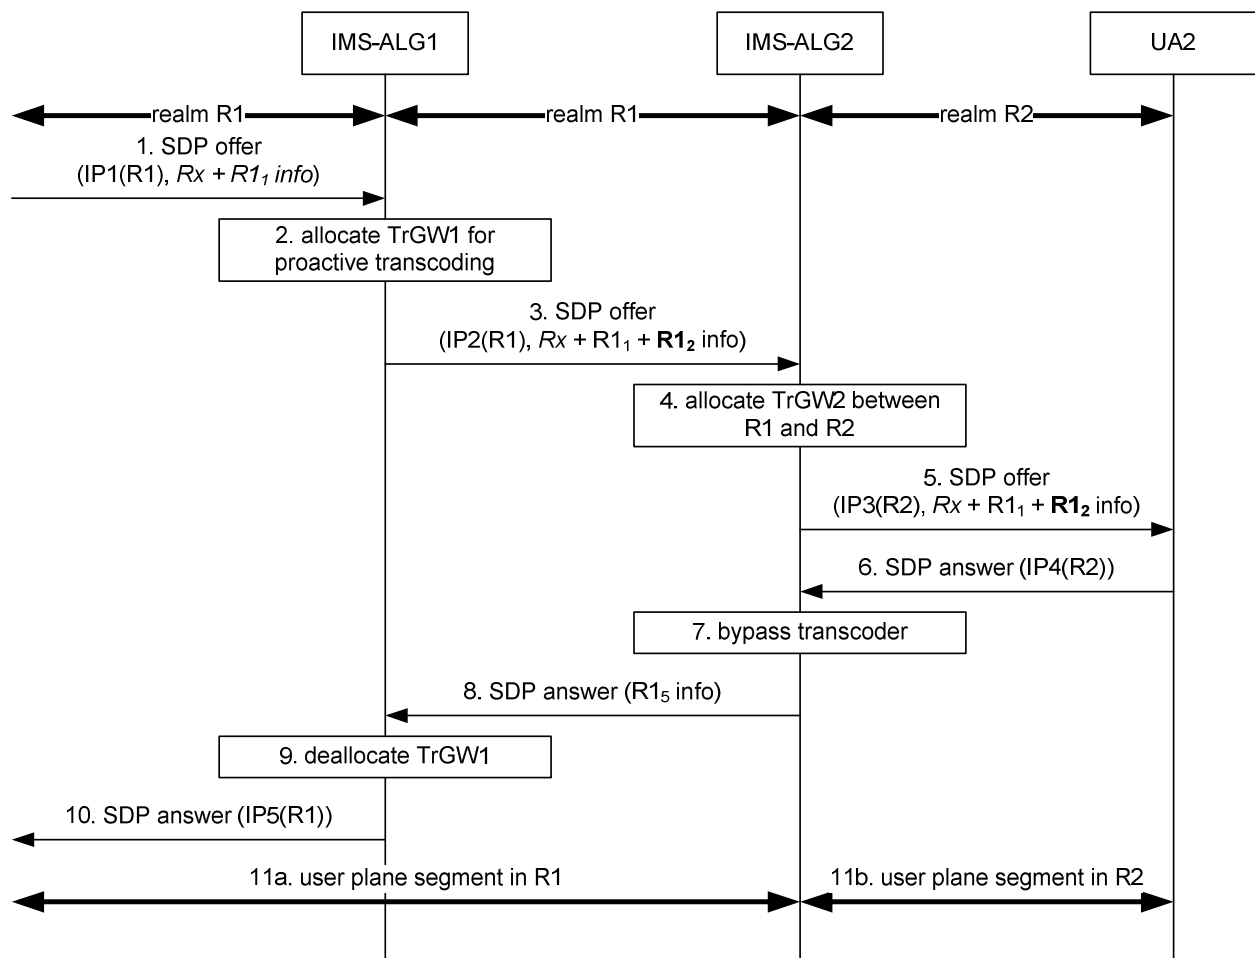 IMS-ALG1
IMS-ALG2
UA2
realm R1
realm R1
realm R2
1. SDP offer
(IP1(R1), Rx + R1₁ info)
2. allocate TrGW1 for
proactive transcoding
3. SDP offer
(IP2(R1), Rx + R1₁ + R1₂ info)
4. allocate TrGW2 between
R1 and R2
5. SDP offer
(IP3(R2), Rx + R1₁ + R1₂ info)
6. SDP answer (IP4(R2))
7. bypass transcoder
8. SDP answer (R1₅ info)
9. deallocate TrGW1
10. SDP answer (IP5(R1))
11a. user plane segment in R1
11b. user plane segment in R2